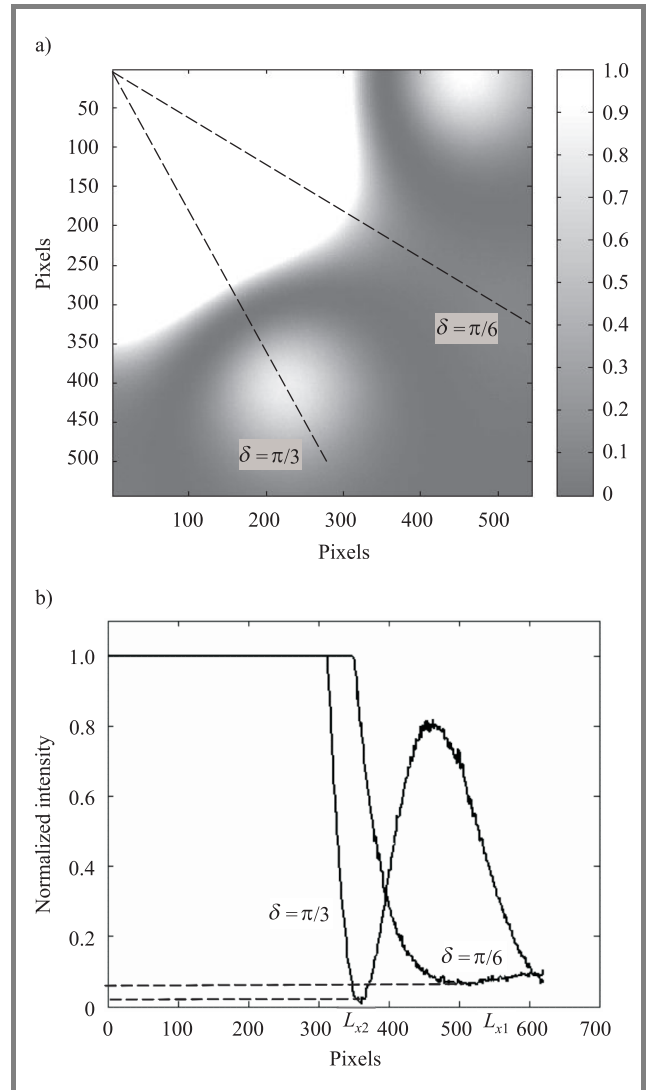 a)
50
100
150
200
250
300
350
400
450
500
Pixels
100 200 300 400 500
Pixels
δ = π/6
δ = π/3
1.0
0.9
0.8
0.7
0.6
0.5
0.4
0.3
0.2
0.1
0
b)
1.0
0.8
0.6
0.4
0.2
0
Normalized intensity
δ = π/3
δ = π/6
0 100 200 300 Lx2 400 500 Lx1 600 700
Pixels